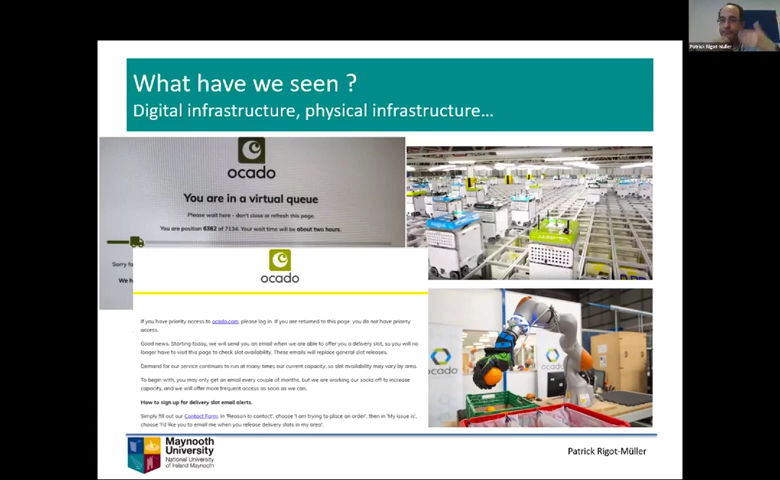 Patrick Rigot-Müller
What have we seen ?
Digital infrastructure, physical infrastructure...
ocado
You are in a virtual queue
Please wait here - don't close or refresh this page.
You are position 6382 of 7134. Your wait time will be about two hours.
Sorry fo
We h
ocado
If you have priority access to ocado.com, please log in. If you are returned to this page, you do not have priority
access.
Good news. Starting today, we will send you an email when we are able to offer you a delivery slot, so you will no
longer have to visit this page to check slot availability. These emails will replace general slot releases.
Demand for our service continues to run at many times our current capacity, so slot availability may vary by area.
To begin with, you may only get an email every couple of months, but we are working our socks off to increase
capacity, and we will offer more frequent access as soon as we can.
How to sign up for delivery slot email alerts.
Simply fill out our Contact Form. In 'Reason to contact', choose 'I am trying to place an order', then in 'My issue is',
choose 'I'd like you to email me when you release delivery slots in my area'.
ocado
ocado
Maynooth
University
National University
of Ireland Maynooth
Patrick Rigot-Müller